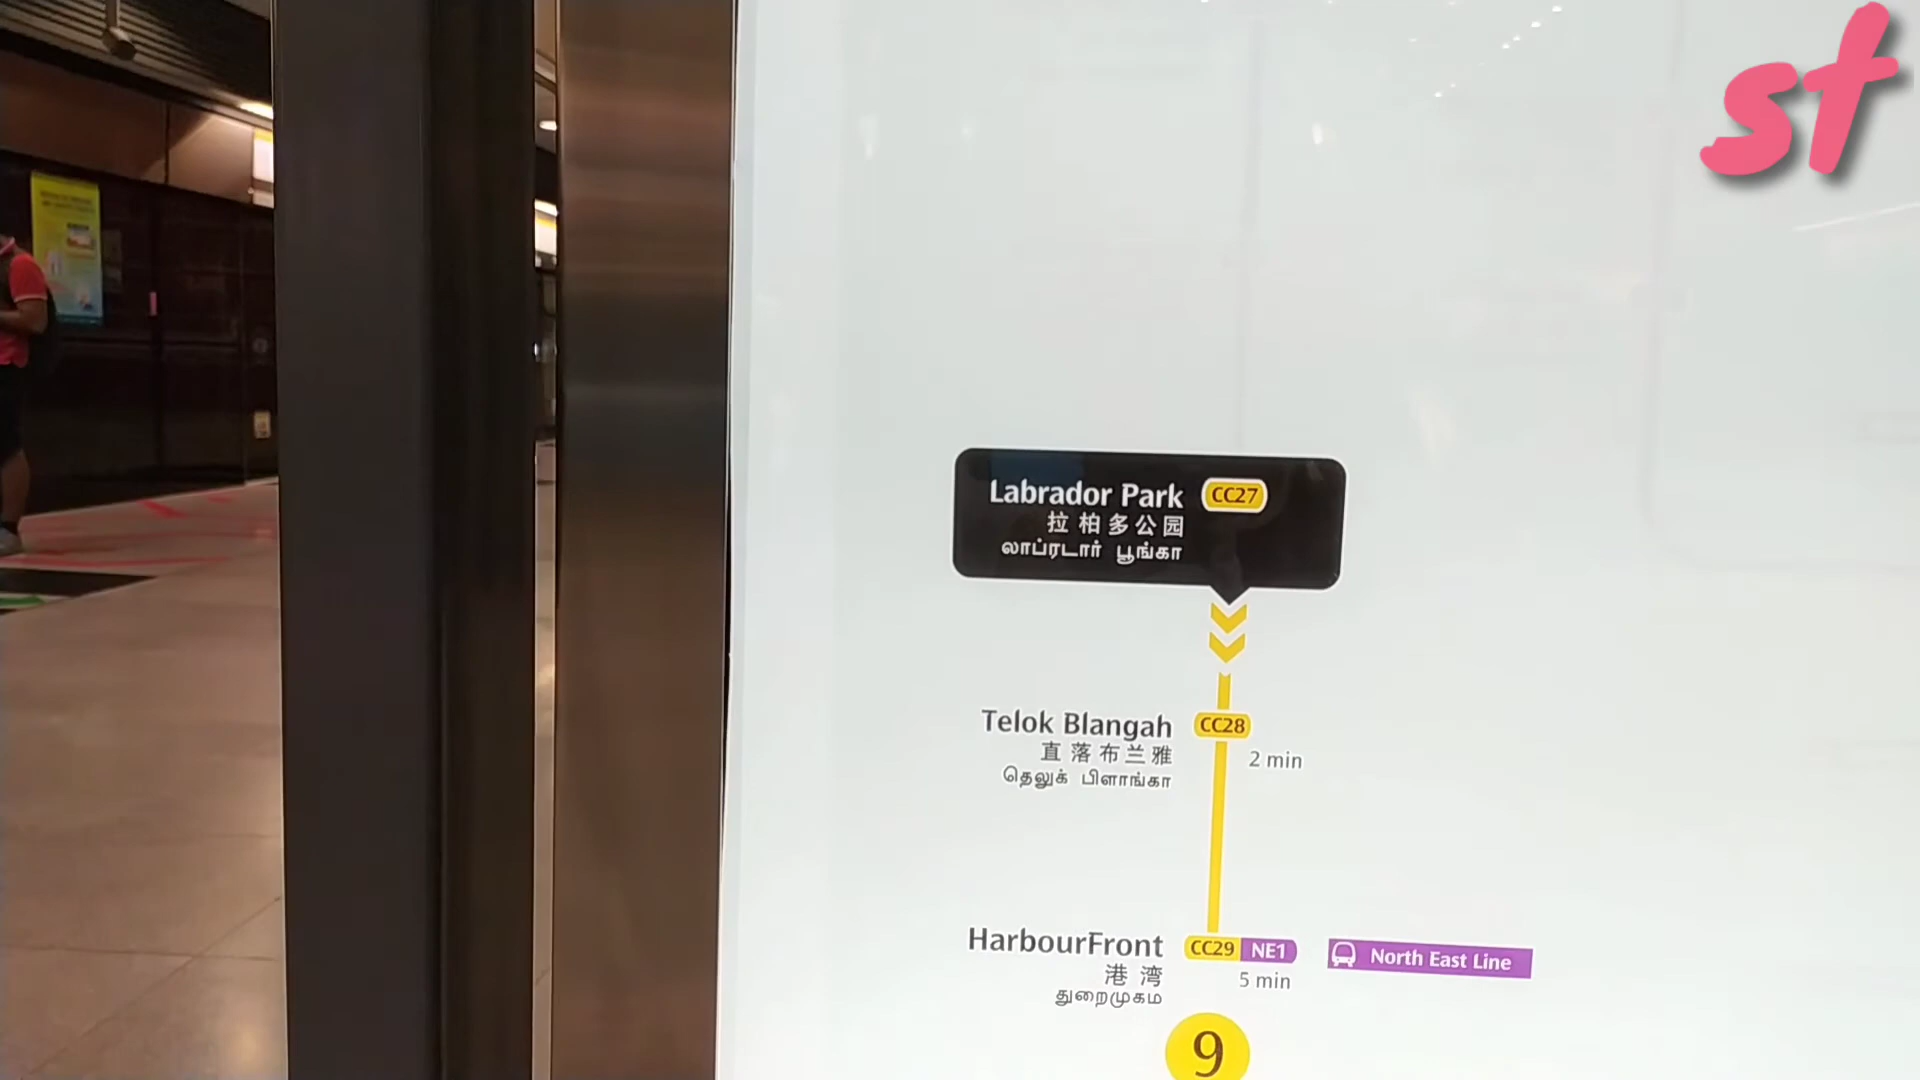 st
Labrador Park CC27
拉柏多公园
லாப்ரடார் பூங்கா
Telok Blangah CC28
直落布兰雅
2 min
தெலுக் பிளாங்கா
HarbourFront CC29 NE1 North East Line
港湾
5 min
துறைமுகம்
9